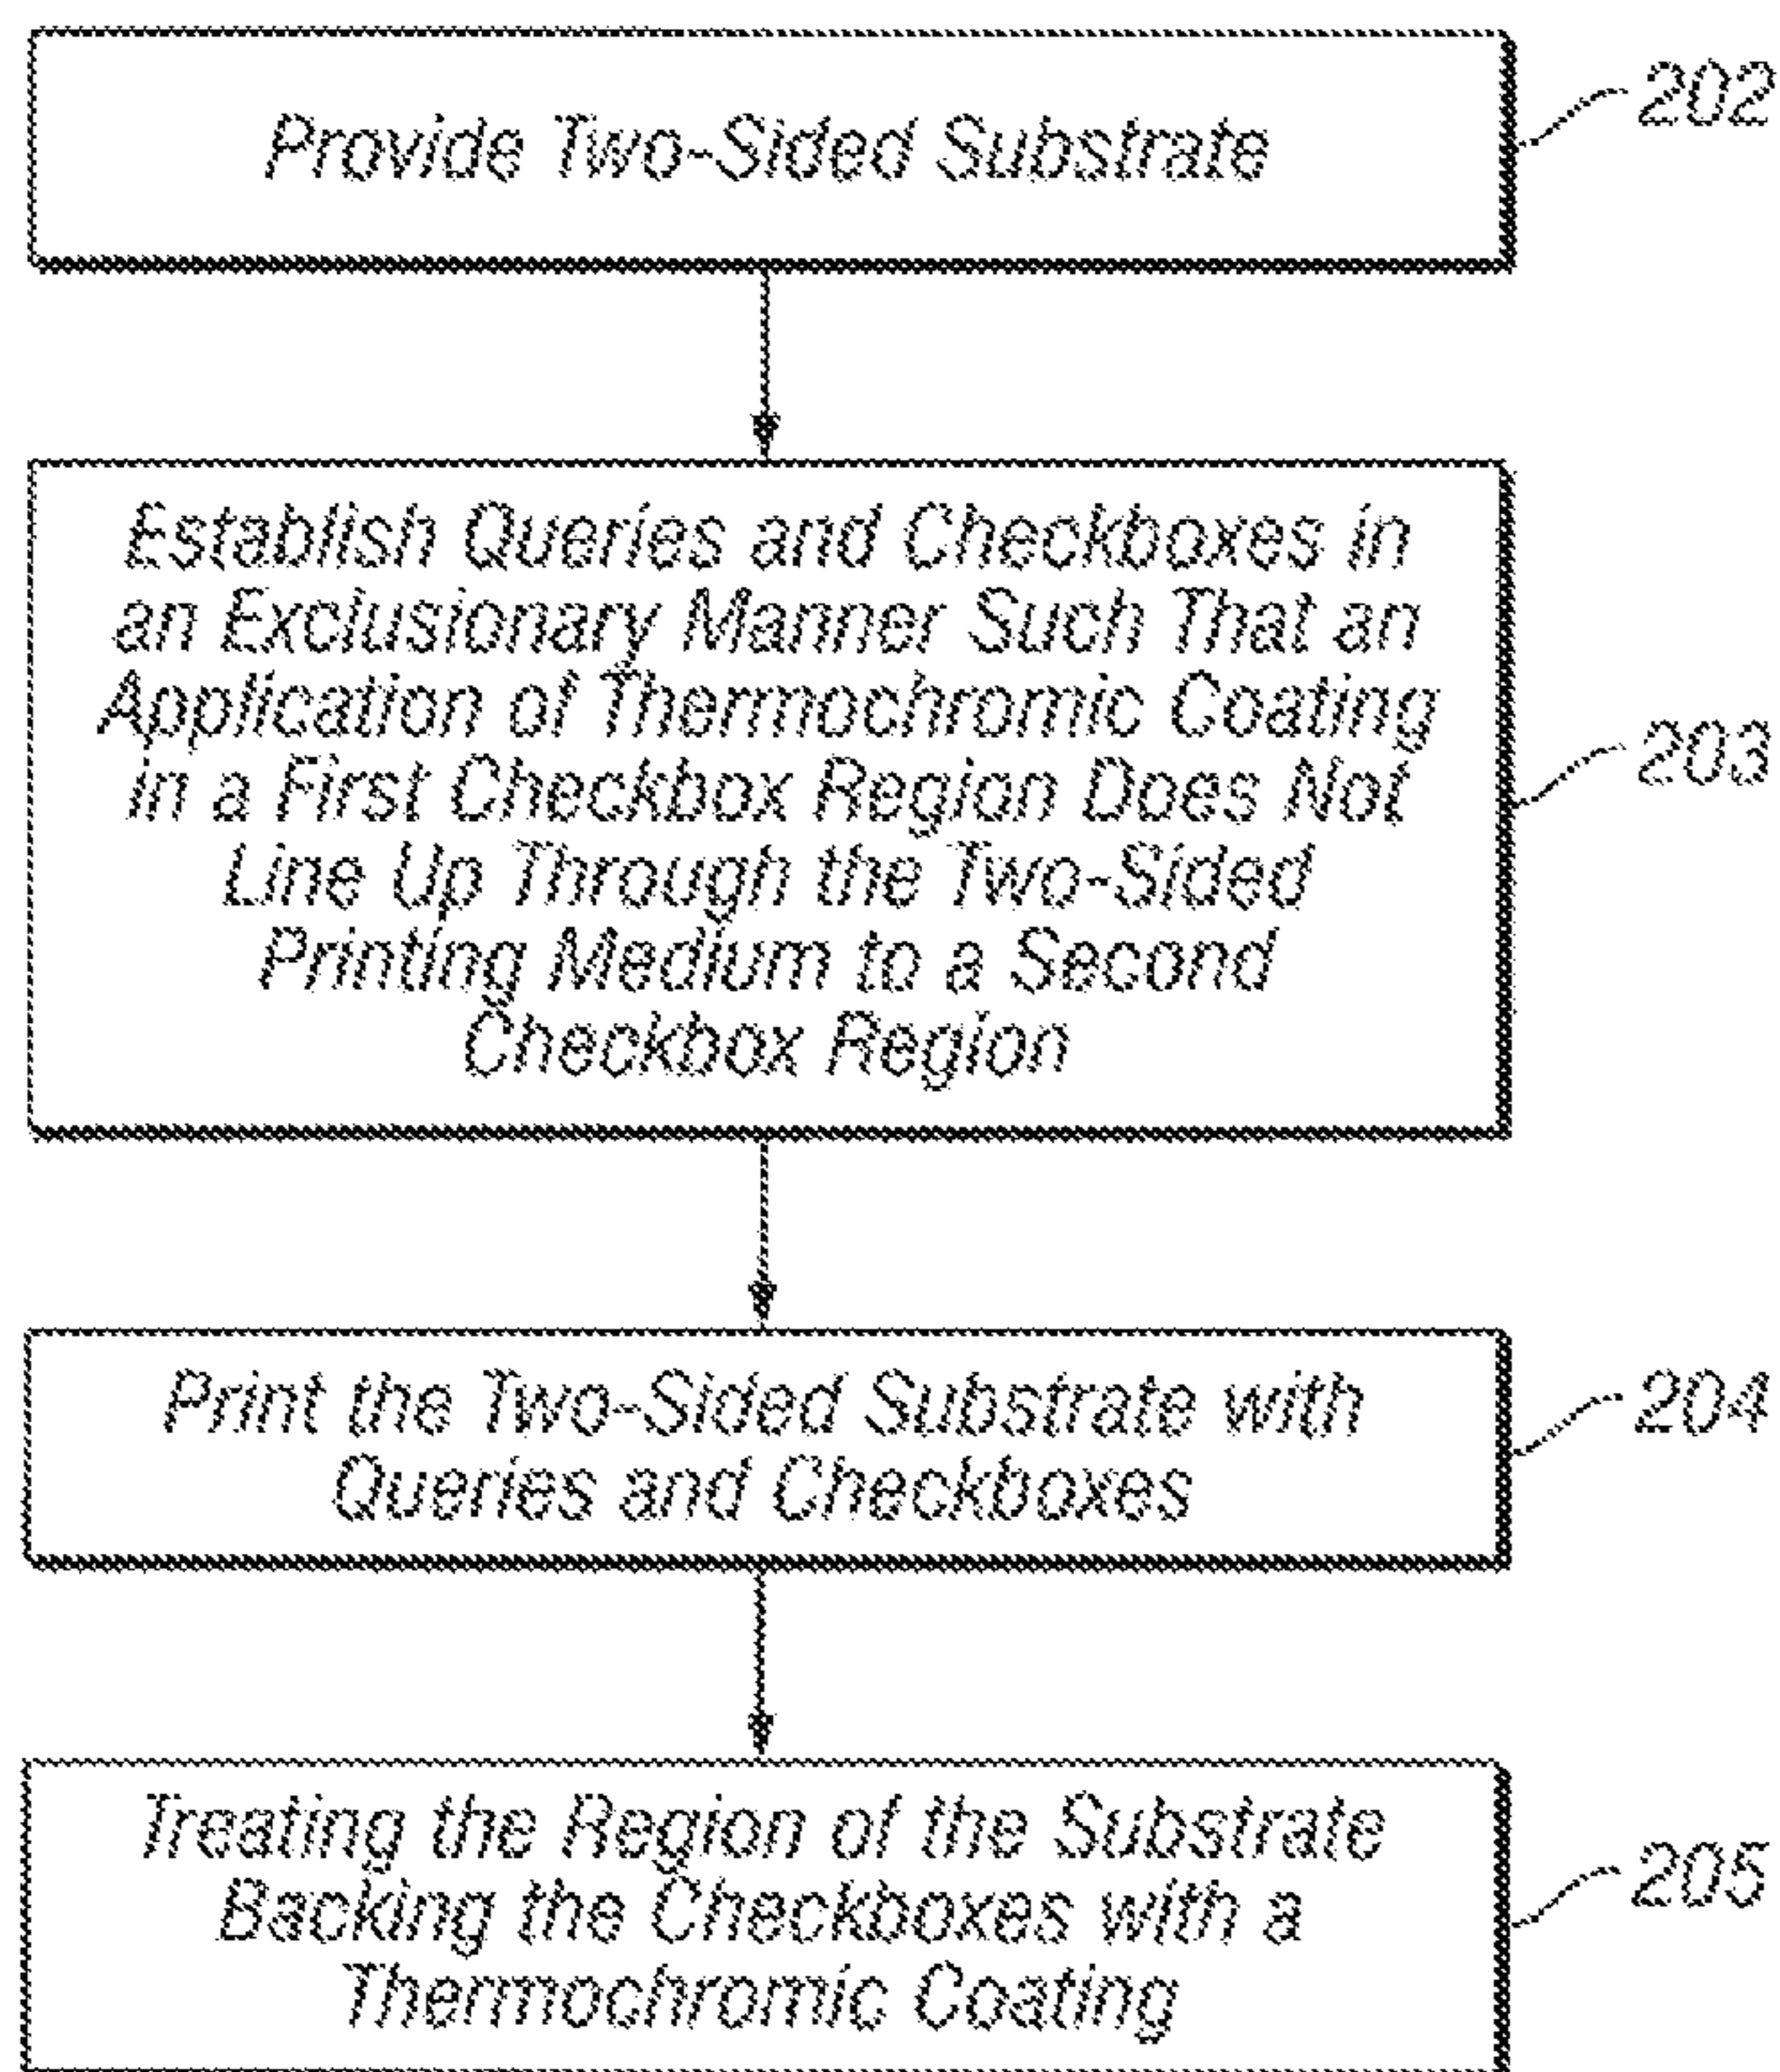 Provide Two-Sided Substrate
202
Establish Queries and Checkboxes in
an Exclusionary Manner Such That an
Application of Thermochromic Coating
in a First Checkbox Region Does Not
Line Up Through the Two-Sided
Printing Medium to a Second
Checkbox Region
203
Print the Two-Sided Substrate with
Queries and Checkboxes
204
Treating the Region of the Substrate
Backing the Checkboxes with a
Thermochromic Coating
205